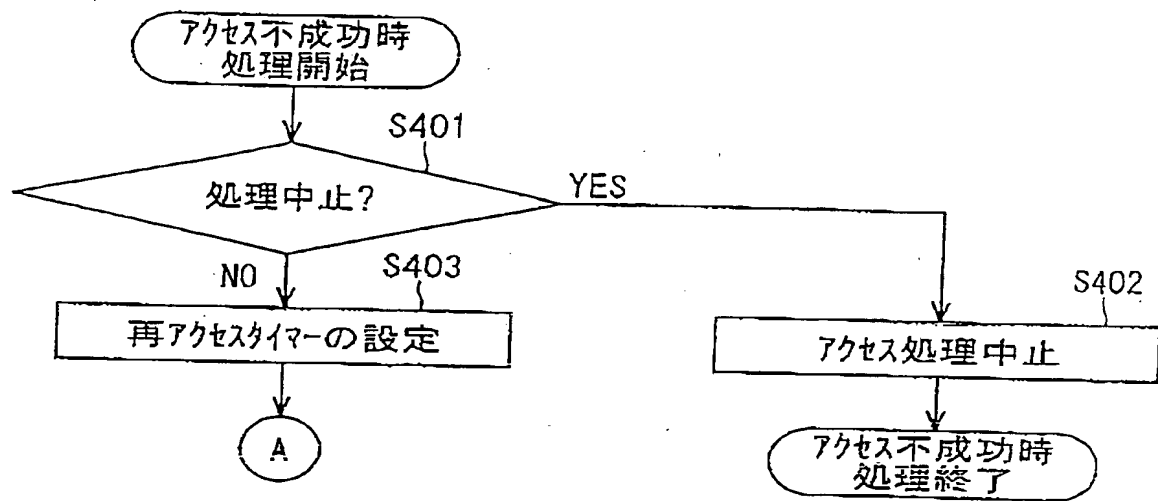 アクセス不成功時
処理開始
S401
処理中止?
YES
NO
S403
S402
再アクセスタイマーの設定
アクセス処理中止
A
アクセス不成功時
処理終了